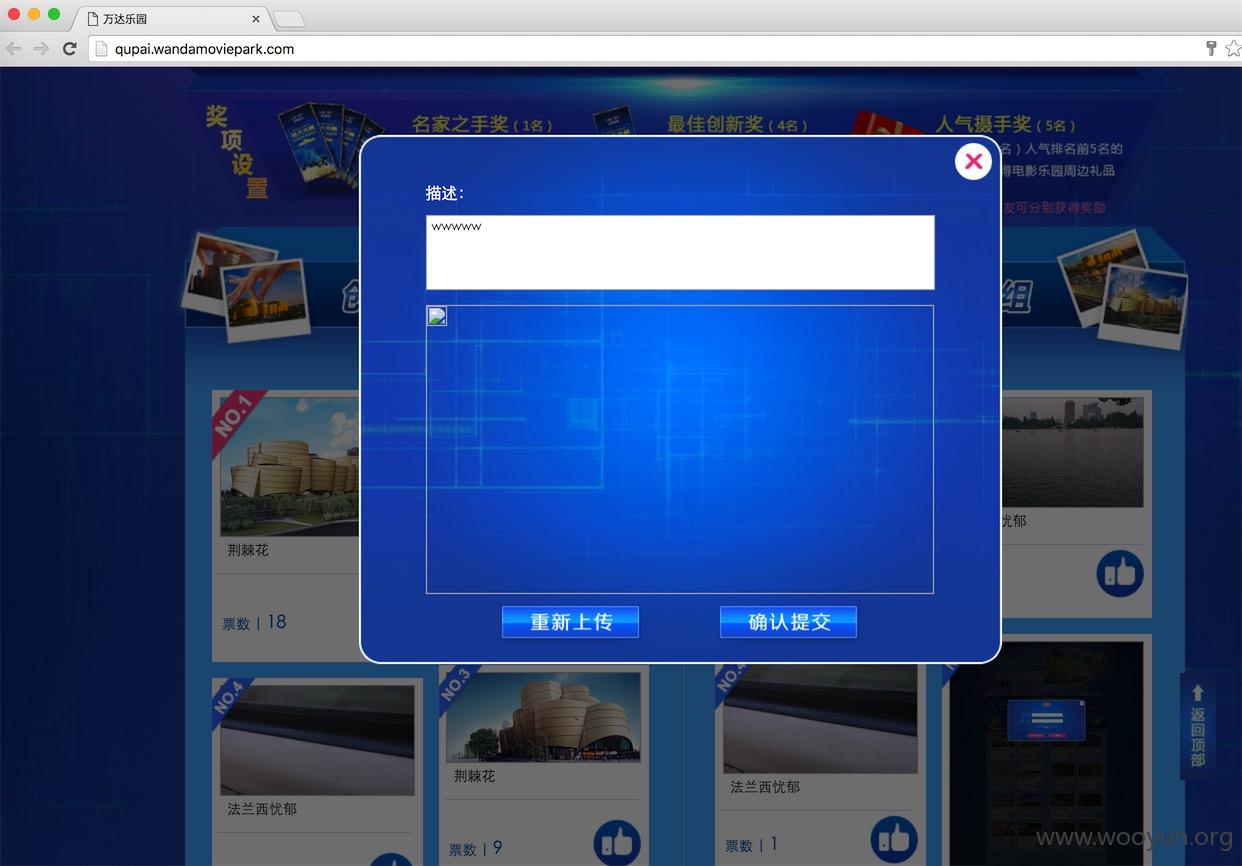 万达乐园
qupai.wandamoviepark.com
奖项设置
名家之手奖（1名）
最佳创新奖（4名）
人气摄手奖（5名）
名）人气排名前5名的
得电影乐园周边礼品
友可分别获得奖励
描述：
wwwww
创
组
重新上传
确认提交
NO.1
荆棘花
票数 | 18
忧郁
NO.4
法兰西忧郁
NO.3
荆棘花
票数 | 9
NO.4
法兰西忧郁
票数 | 1
返回顶部
www.wooyun.org